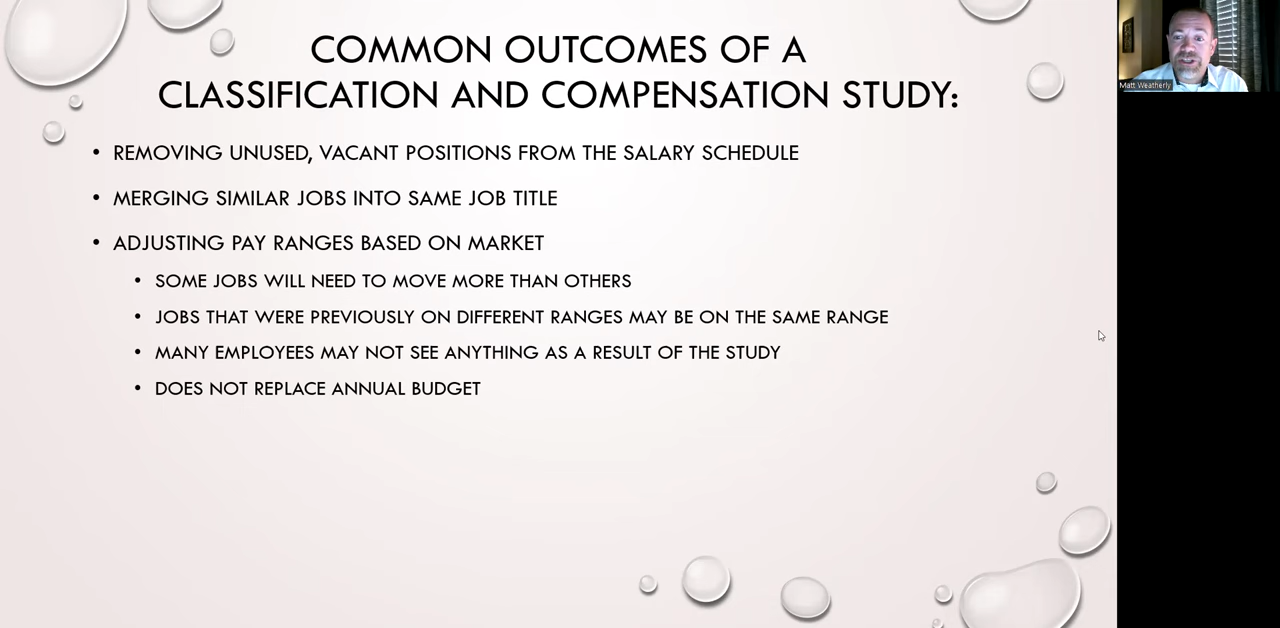 COMMON OUTCOMES OF A
CLASSIFICATION AND COMPENSATION STUDY:
• REMOVING UNUSED, VACANT POSITIONS FROM THE SALARY SCHEDULE
• MERGING SIMILAR JOBS INTO SAME JOB TITLE
• ADJUSTING PAY RANGES BASED ON MARKET
• SOME JOBS WILL NEED TO MOVE MORE THAN OTHERS
• JOBS THAT WERE PREVIOUSLY ON DIFFERENT RANGES MAY BE ON THE SAME RANGE
• MANY EMPLOYEES MAY NOT SEE ANYTHING AS A RESULT OF THE STUDY
• DOES NOT REPLACE ANNUAL BUDGET
Matt Weatherly